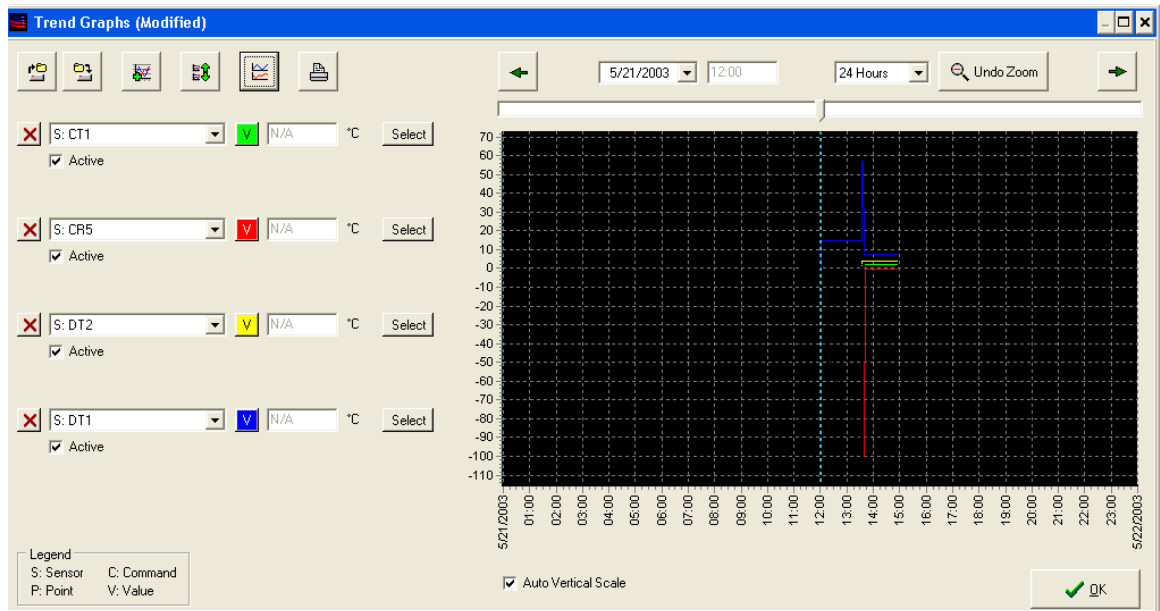 Trend Graphs (Modified)
5/21/2003 12:00 24 Hours Undo Zoom
S: CT1 V N/A °C Select
Active
S: CR5 V N/A °C Select
Active
S: DT2 V N/A °C Select
Active
S: DT1 V N/A °C Select
Active
70
60
50
40
30
20
10
0
-10
-20
-30
-40
-50
-60
-70
-80
-90
-100
-110
5/21/2003 01:00 02:00 03:00 04:00 05:00 06:00 07:00 08:00 09:00 10:00 11:00 12:00 13:00 14:00 15:00 16:00 17:00 18:00 19:00 20:00 21:00 22:00 23:00 5/22/2003
Legend
S: Sensor C: Command
P: Point V: Value
Auto Vertical Scale
OK